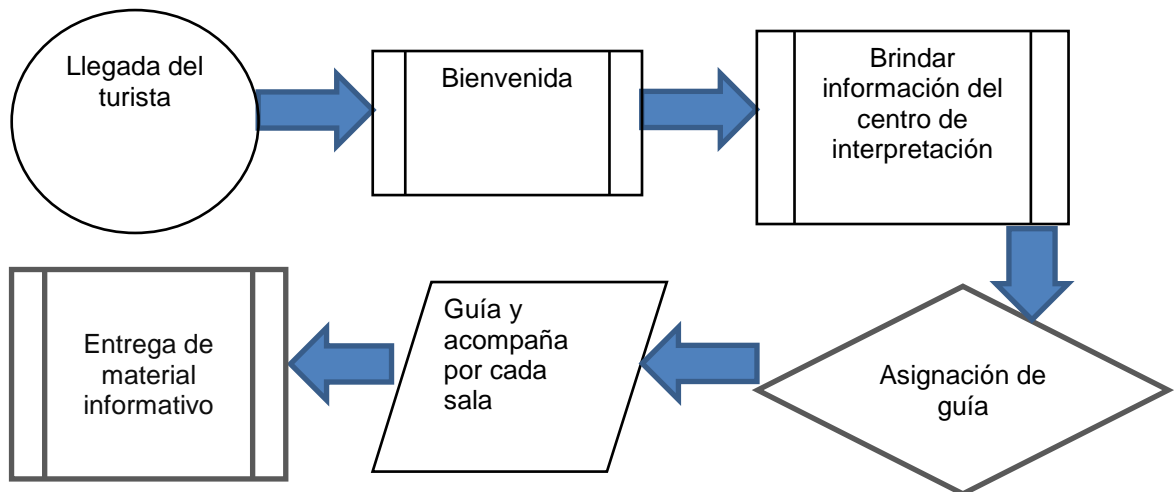 Llegada del
turista
Bienvenida
Brindar
información del
centro de
interpretación
Asignación de
guía
Guía y
acompaña
por cada
sala
Entrega de
material
informativo